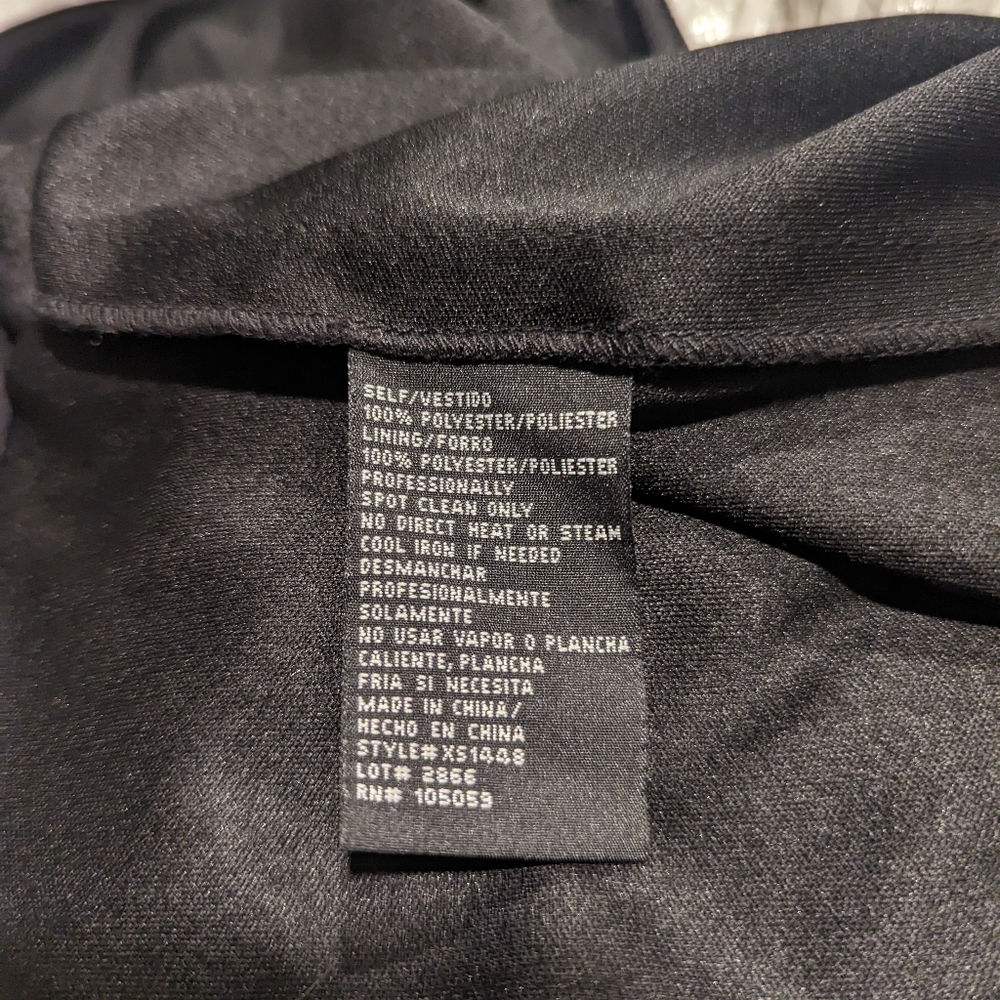 SELF/VESTIDO
100% POLYESTER/POLIESTER
LINING/FORRO
100% POLYESTER/POLIESTER
PROFESSIONALLY
SPOT CLEAN ONLY
NO DIRECT HEAT OR STEAM
COOL IRON IF NEEDED
DESMANCHAR
PROFESIONALMENTE
SOLAMENTE
NO USAR VAPOR O PLANCHA
CALIENTE, PLANCHA
FRIA SI NECESITA
MADE IN CHINA/
HECHO EN CHINA
STYLE# XS1448
LOT# 2866
RN# 105059